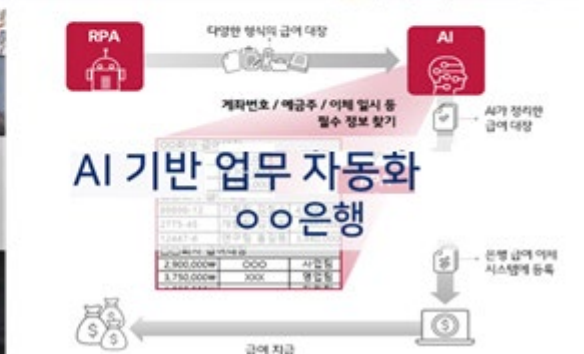 RPA
다양한 형식의 급여 대장
AI
계좌번호 / 예금주 / 이체 일시 등
필수 정보 찾기
AI가 정리한
급여 대장
AI 기반 업무 자동화
ㅇㅇ은행
2,900,000₩ OOO 사업팀
3,750,000₩ XXX 영업팀
은행 급여 이체
시스템에 등록
급여 지급